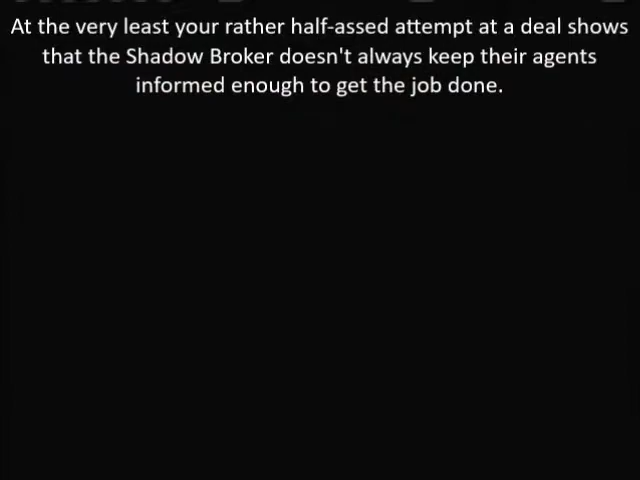 At the very least your rather half-assed attempt at a deal shows
that the Shadow Broker doesn't always keep their agents
informed enough to get the job done.